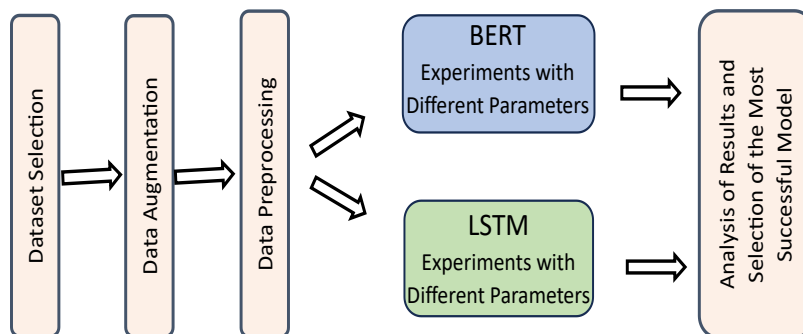 Dataset Selection
Data Augmentation
Data Preprocessing
BERT
Experiments with
Different Parameters
LSTM
Experiments with
Different Parameters
Analysis of Results and
Selection of the Most
Successful Model